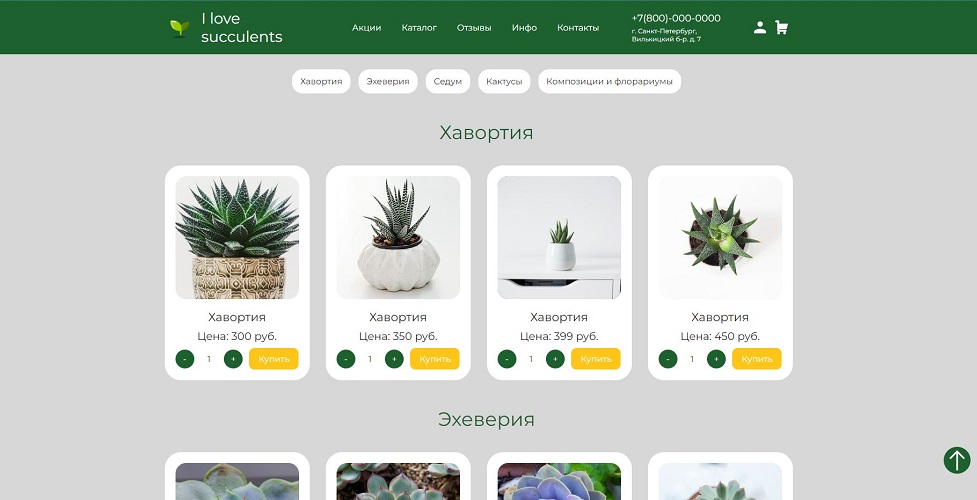 I love
succulents
Акции
Каталог
Отзывы
Инфо
Контакты
+7(800)-000-0000
г. Санкт-Петербург,
Вилькицкий б-р. д. 7
Хавортия
Эхеверия
Седум
Кактусы
Композиции и флорариумы
Хавортия
Хавортия
Цена: 300 руб.
- 1 + Купить
Хавортия
Цена: 350 руб.
- 1 + Купить
Хавортия
Цена: 399 руб.
- 1 + Купить
Хавортия
Цена: 450 руб.
- 1 + Купить
Эхеверия